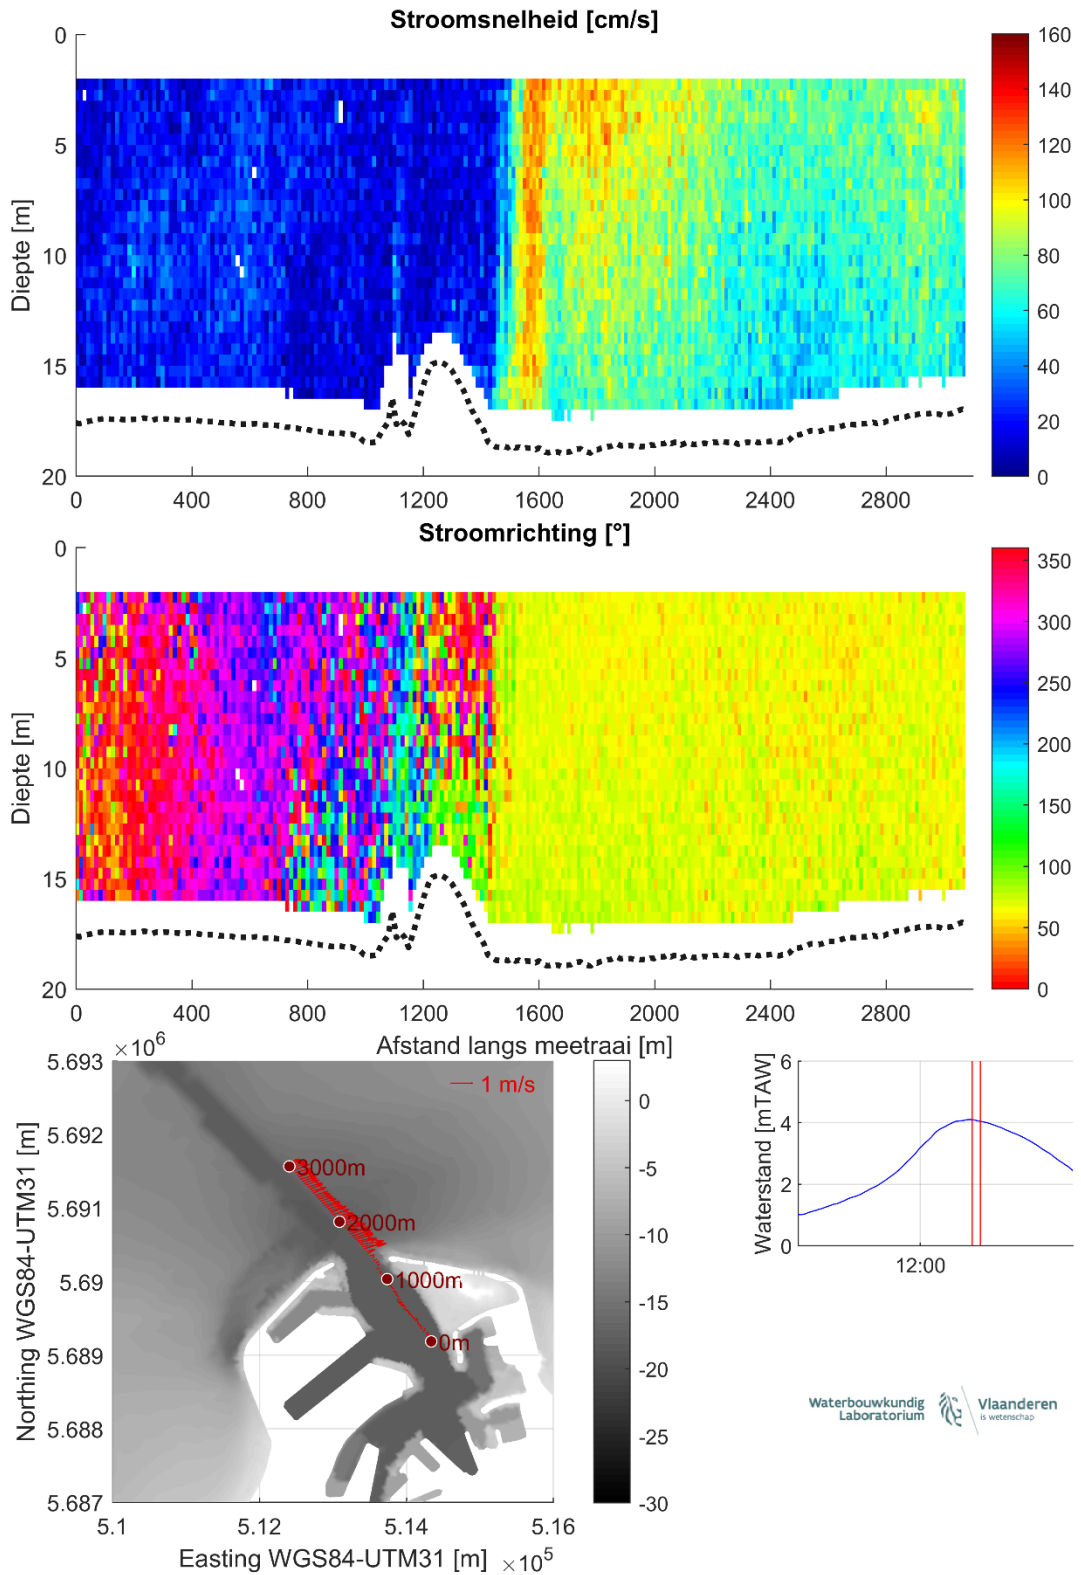 Stroomsnelheid [cm/s]
0
5
10
15
20
Diepte [m]
0 400 800 1200 1600 2000 2400 2800
160
140
120
100
80
60
40
20
0
Stroomrichting [°]
0
5
10
15
20
Diepte [m]
0 400 800 1200 1600 2000 2400 2800
350
300
250
200
150
100
50
0
Afstand langs meetraai [m]
×10⁶
5.693
5.692
5.691
5.69
5.689
5.688
5.687
Northing WGS84-UTM31 [m]
1 m/s
3000m
2000m
1000m
0m
5.1 5.12 5.14 5.16
Easting WGS84-UTM31 [m] ×10⁵
0
-5
-10
-15
-20
-25
-30
Waterstand [mTAW]
6
4
2
0
12:00
Waterbouwkundig
Laboratorium
Vlaanderen
is wetenschap